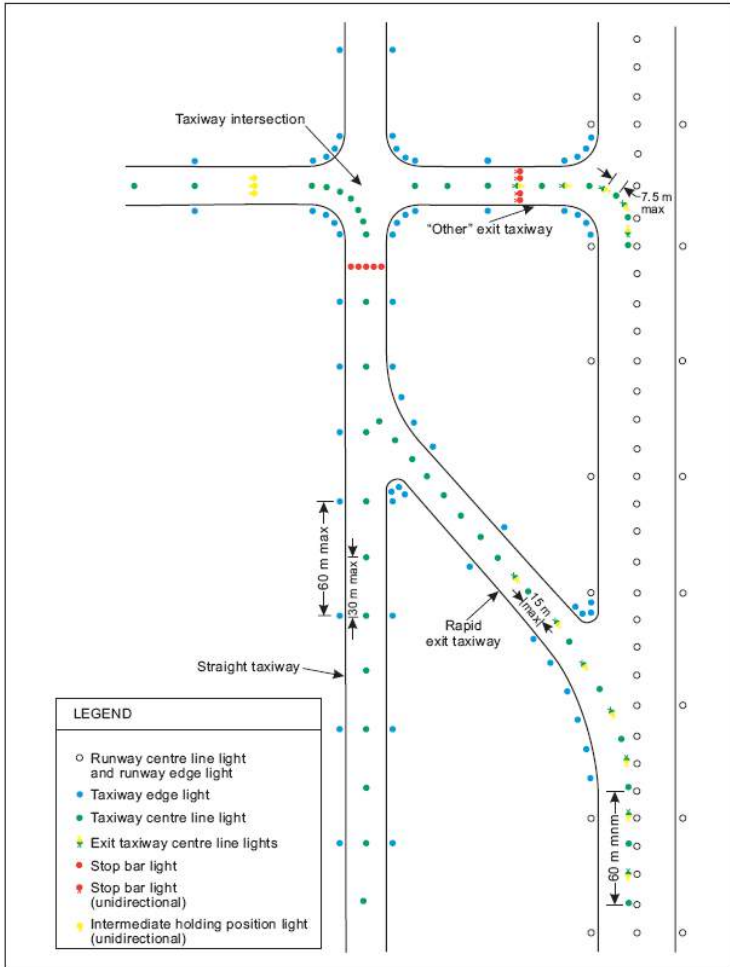 Taxiway intersection
7.5 m
max
“Other” exit taxiway
60 m max
30 m max
15 m
max
Rapid
exit taxiway
Straight taxiway
60 m mnm
LEGEND
Runway centre line light
and runway edge light
Taxiway edge light
Taxiway centre line light
Exit taxiway centre line lights
Stop bar light
Stop bar light
(unidirectional)
Intermediate holding position light
(unidirectional)